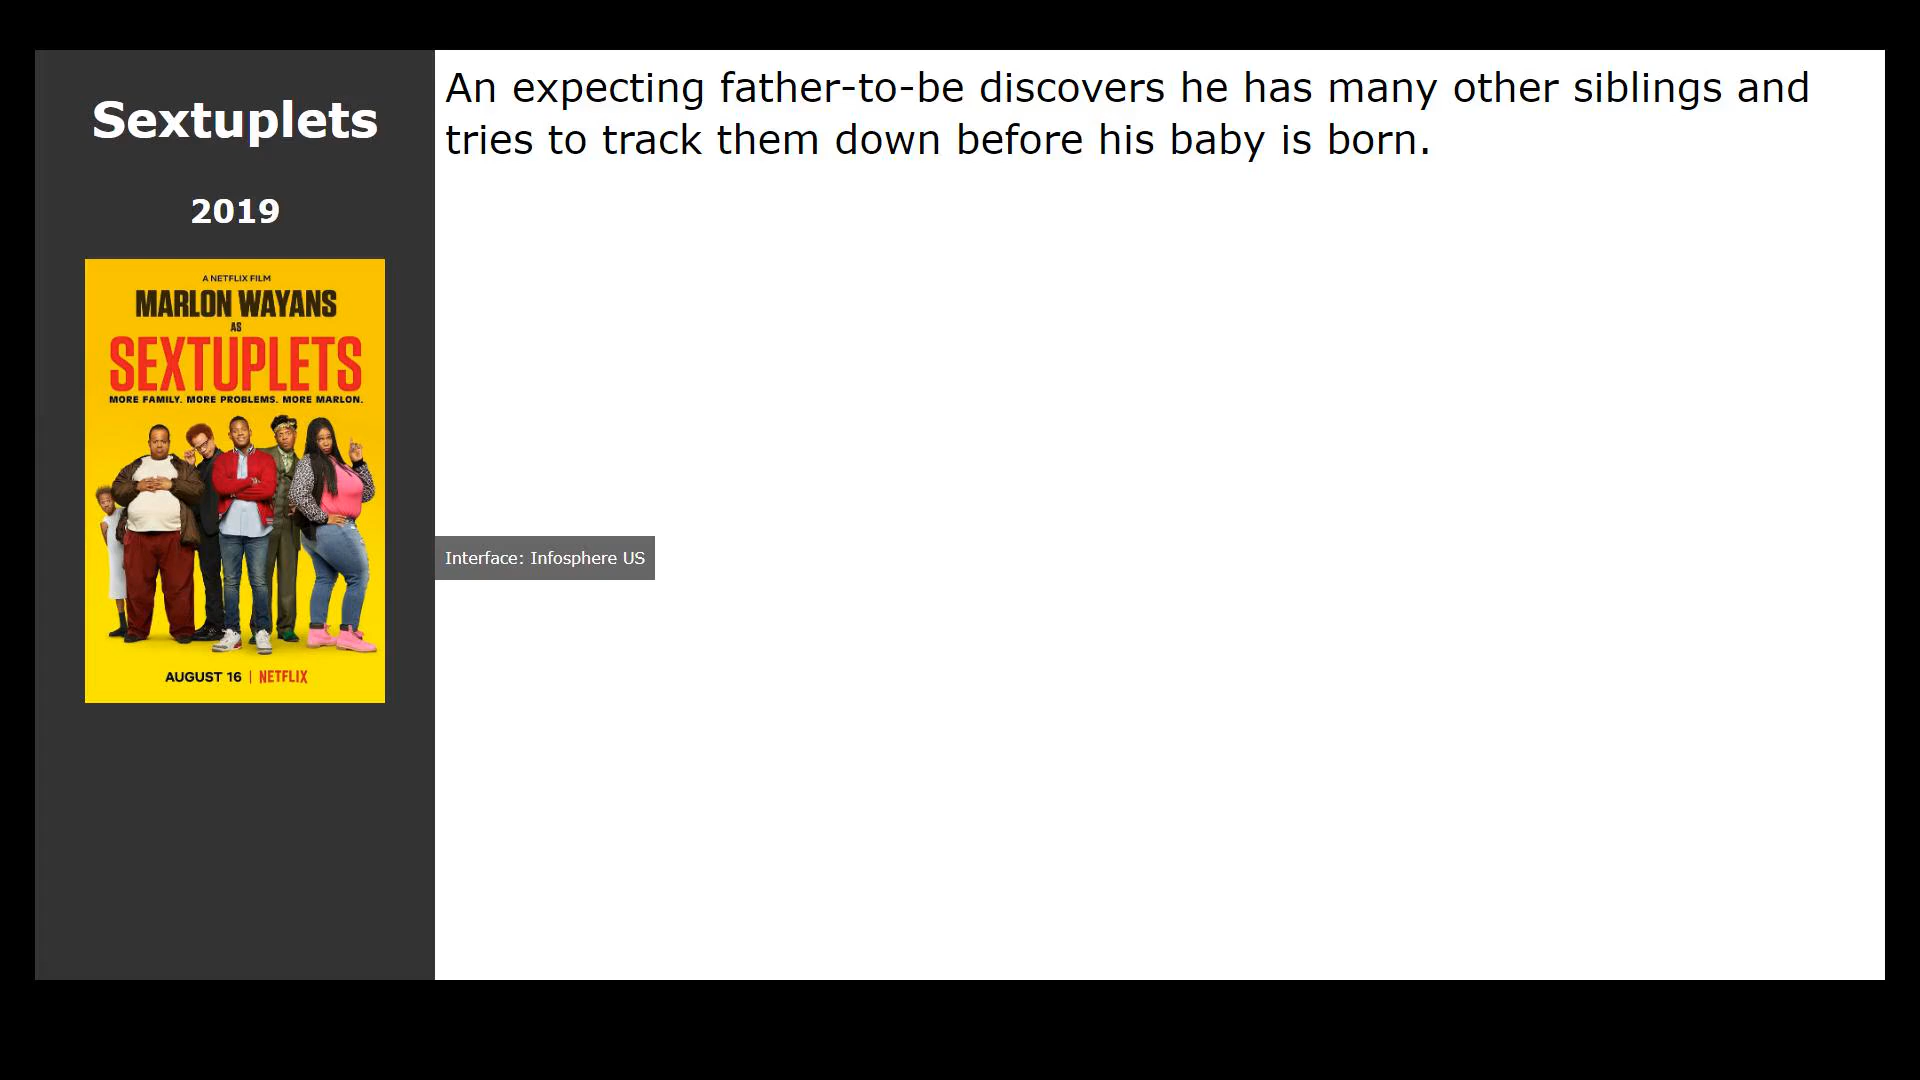 Sextuplets
2019
A NETFLIX FILM
MARLON WAYANS
AS
SEXTUPLETS
MORE FAMILY. MORE PROBLEMS. MORE MARLON.
AUGUST 16 | NETFLIX
An expecting father-to-be discovers he has many other siblings and
tries to track them down before his baby is born.
Interface: Infosphere US